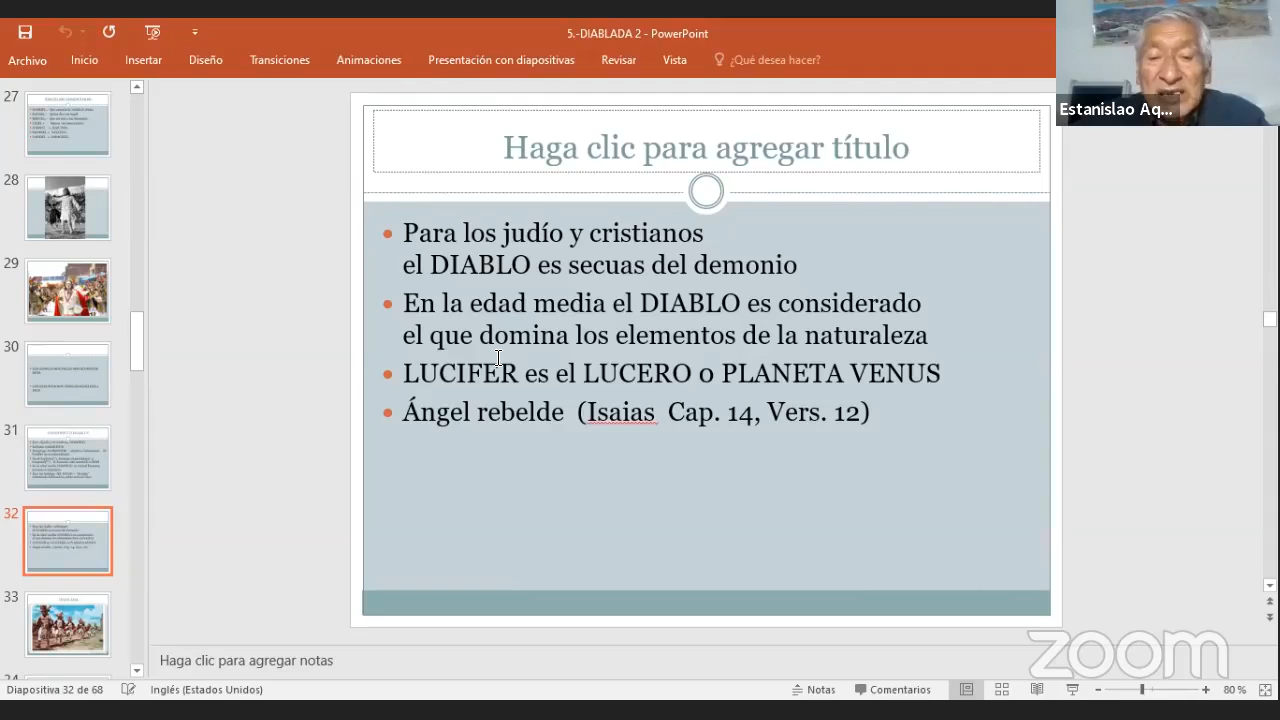 5.-DIABLADA 2 - PowerPoint
Archivo Inicio Insertar Diseño Transiciones Animaciones Presentación con diapositivas Revisar Vista ¿Qué desea hacer?
Estanislao Aq...
27
28
29
30
31
32
33
Haga clic para agregar título
Para los judío y cristianos
el DIABLO es secuas del demonio
En la edad media el DIABLO es considerado
el que domina los elementos de la naturaleza
LUCIFER es el LUCERO o PLANETA VENUS
Ángel rebelde (Isaias Cap. 14, Vers. 12)
zoom
Haga clic para agregar notas
Diapositiva 32 de 68 Inglés (Estados Unidos) Notas Comentarios 80 %